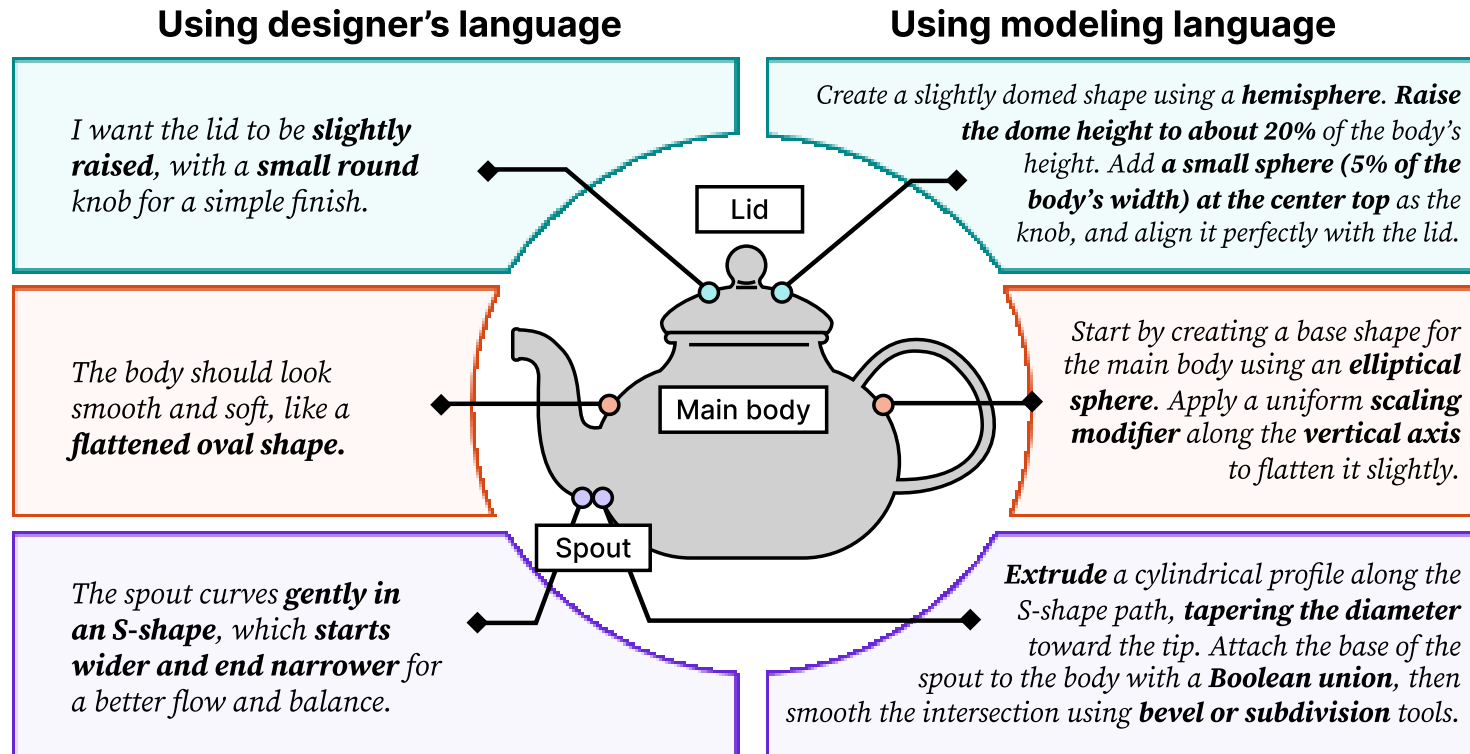 Using designer's language
Using modeling language
I want the lid to be slightly
raised, with a small round
knob for a simple finish.
Create a slightly domed shape using a hemisphere. Raise
the dome height to about 20% of the body's
height. Add a small sphere (5% of the
body's width) at the center top as the
knob, and align it perfectly with the lid.
Lid
The body should look
smooth and soft, like a
flattened oval shape.
Main body
Start by creating a base shape for
the main body using an elliptical
sphere. Apply a uniform scaling
modifier along the vertical axis
to flatten it slightly.
Spout
The spout curves gently in
an S-shape, which starts
wider and end narrower for
a better flow and balance.
Extrude a cylindrical profile along the
S-shape path, tapering the diameter
toward the tip. Attach the base of the
spout to the body with a Boolean union, then
smooth the intersection using bevel or subdivision tools.